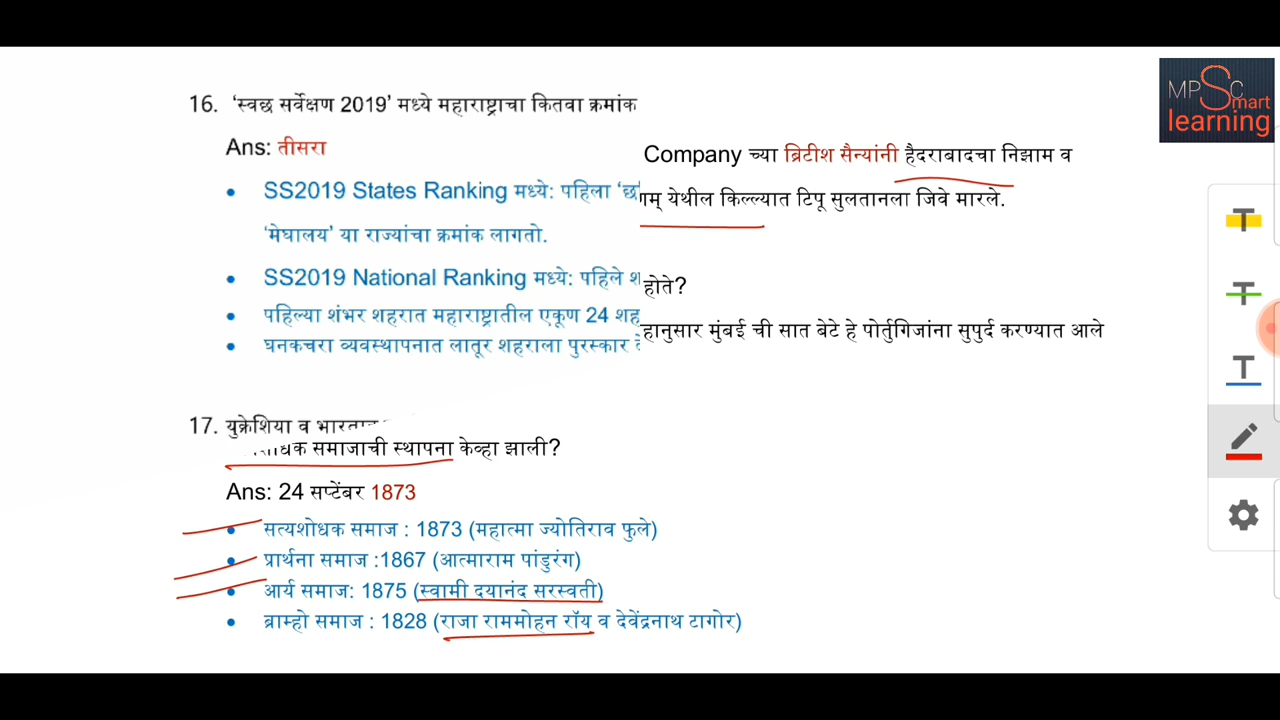 16. ‘स्वछ सर्वेक्षण 2019’ मध्ये महाराष्ट्राचा कितवा क्रमांक
Ans: तीसरा
SS2019 States Ranking मध्ये: पहिला
‘मेघालय’ या राज्यांचा क्रमांक लागतो.
SS2019 National Ranking मध्ये: पहिले
पहिल्या शंभर शहरात महाराष्ट्रातील एकूण 24
घनकचरा व्यवस्थापनात लातूर शहराला पुरस्कार
Company च्या ब्रिटीश सैन्यांनी हैदराबादचा निझाम व
येथील किल्ल्यात टिपू सुलतानला जिवे मारले.
होते?
मुंबई ची सात बेटे हे पोर्तुगिजांना सुपुर्द करण्यात आले
17. युक्रेशिया व
समाजाची स्थापना केव्हा झाली?
Ans: 24 सप्टेंबर 1873
सत्यशोधक समाज : 1873 (महात्मा ज्योतिराव फुले)
प्रार्थना समाज :1867 (आत्माराम पांडुरंग)
आर्य समाज: 1875 (स्वामी दयानंद सरस्वती)
ब्राम्हो समाज : 1828 (राजा राममोहन रॉय व देवेंद्रनाथ टागोर)
MPSC
Smart
learning
T
T
T